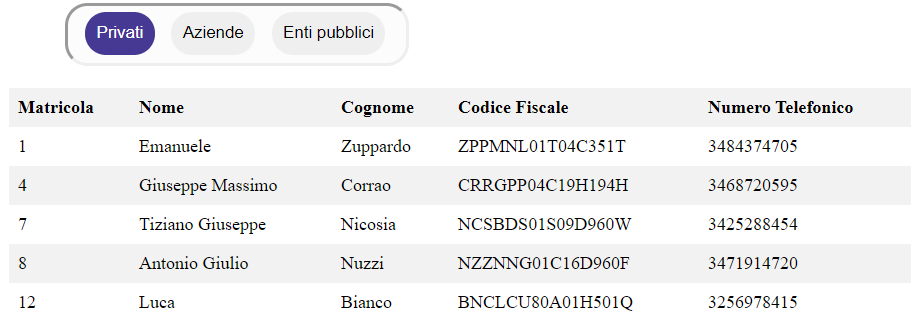 Privati Aziende Enti pubblici
Matricola Nome Cognome Codice Fiscale Numero Telefonico
1 Emanuele Zuppardo ZPPMNL01T04C351T 3484374705
4 Giuseppe Massimo Corrao CRRGPP04C19H194H 3468720595
7 Tiziano Giuseppe Nicosia NCSBDS01S09D960W 3425288454
8 Antonio Giulio Nuzzi NZZNNG01C16D960F 3471914720
12 Luca Bianco BNCLCU80A01H501Q 3256978415